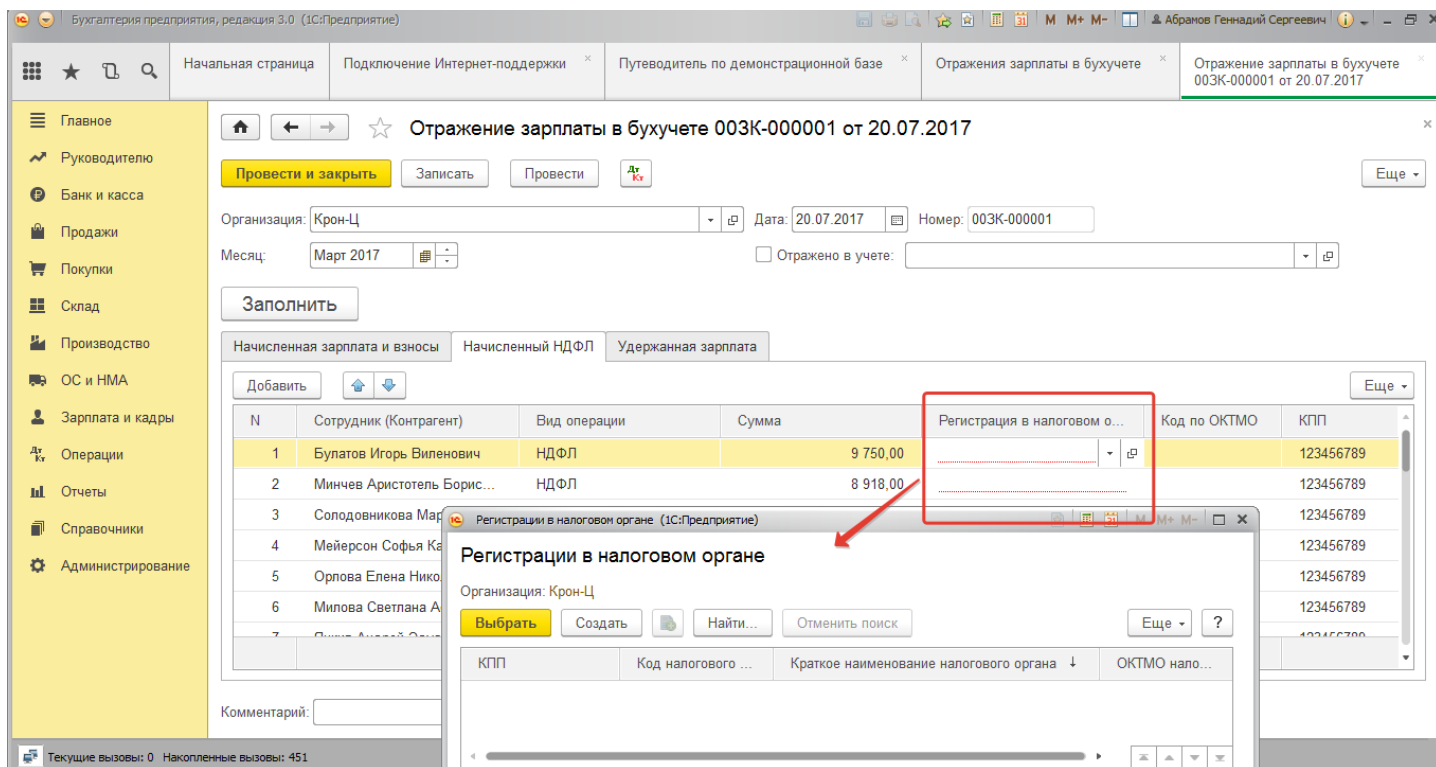 Бухгалтерия предприятия, редакция 3.0 (1С:Предприятие)
M M+ M- Абрамов Геннадий Сергеевич
Начальная страница
Подключение Интернет-поддержки
Путеводитель по демонстрационной базе
Отражения зарплаты в бухучете
Отражение зарплаты в бухучете
003К-000001 от 20.07.2017
Главное
Руководителю
Банк и касса
Продажи
Покупки
Склад
Производство
ОС и НМА
Зарплата и кадры
Операции
Отчеты
Справочники
Администрирование
Отражение зарплаты в бухучете 003К-000001 от 20.07.2017
Провести и закрыть Записать Провести Дт Кт Еще
Организация: Крон-Ц Дата: 20.07.2017 Номер: 003К-000001
Месяц: Март 2017 Отражено в учете:
Заполнить
Начисленная зарплата и взносы Начисленный НДФЛ Удержанная зарплата
Добавить Еще
N Сотрудник (Контрагент) Вид операции Сумма Регистрация в налоговом о... Код по ОКТМО КПП
1 Булатов Игорь Виленович НДФЛ 9 750,00 123456789
2 Минчев Аристотель Борис... НДФЛ 8 918,00 123456789
3 Солодовникова Мар 123456789
4 Мейерсон Софья Ка 123456789
5 Орлова Елена Нико 123456789
6 Милова Светлана А 123456789
Комментарий:
Регистрации в налоговом органе (1С:Предприятие) M M+ M-
Регистрации в налоговом органе
Организация: Крон-Ц
Выбрать Создать Найти... Отменить поиск Еще ?
КПП Код налогового ... Краткое наименование налогового органа ↓ ОКТМО нало...
Текущие вызовы: 0 Накопленные вызовы: 451